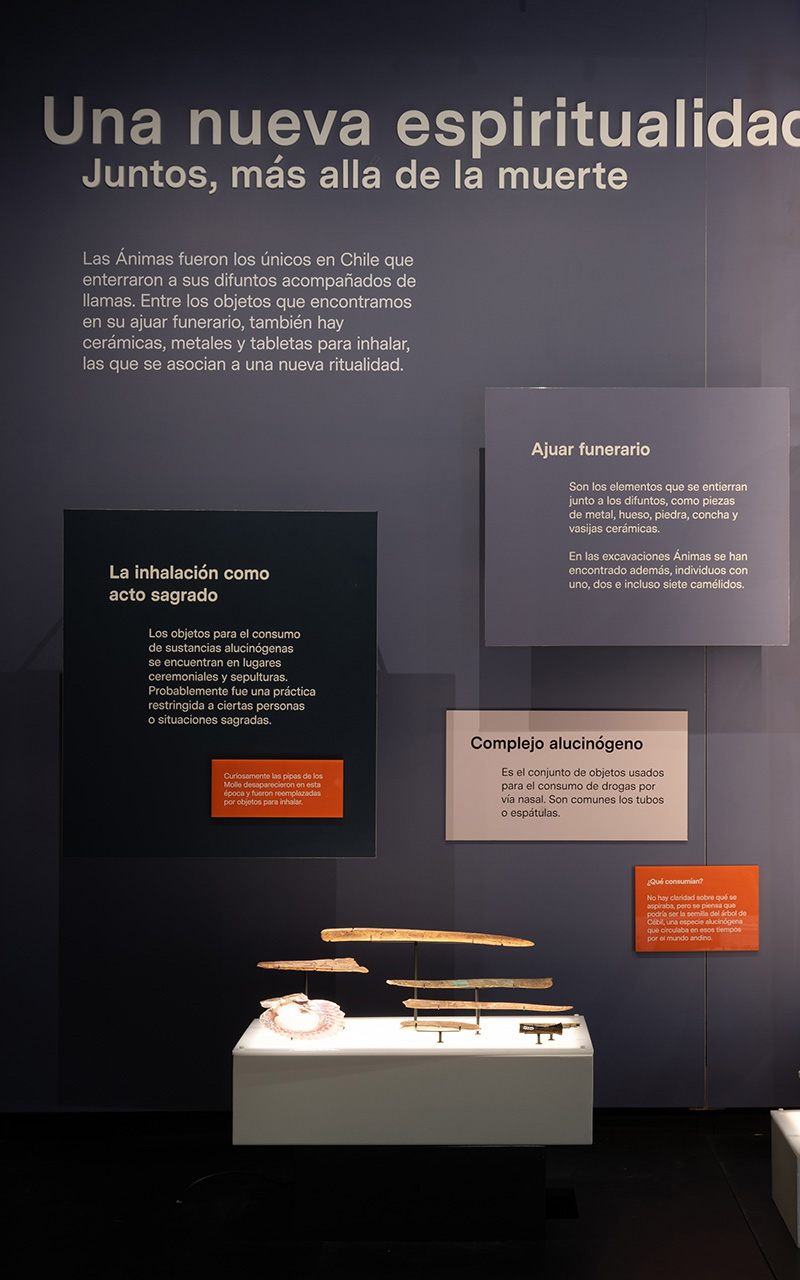 Una nueva espiritualidad
Juntos, más alla de la muerte
Las Ánimas fueron los únicos en Chile que
enterraron a sus difuntos acompañados de
llamas. Entre los objetos que encontramos
en su ajuar funerario, también hay
cerámicas, metales y tabletas para inhalar,
las que se asocian a una nueva ritualidad.
Ajuar funerario
Son los elementos que se entierran
junto a los difuntos, como piezas
de metal, hueso, piedra, concha y
vasijas cerámicas.
En las excavaciones Ánimas se han
encontrado además, individuos con
uno, dos e incluso siete camélidos.
La inhalación como
acto sagrado
Los objetos para el consumo
de sustancias alucinógenas
se encuentran en lugares
ceremoniales y sepulturas.
Probablemente fue una práctica
restringida a ciertas personas
o situaciones sagradas.
Curiosamente las pipas de los
Molle desaparecieron en esta
época y fueron reemplazadas
por objetos para inhalar.
Complejo alucinógeno
Es el conjunto de objetos usados
para el consumo de drogas por
vía nasal. Son comunes los tubos
o espátulas.
¿Qué consumían?
No hay claridad sobre qué se
aspiraba, pero se piensa que
podría ser la semilla del árbol de
Cébil, una especie alucinógena
que circulaba en esos tiempos
por el mundo andino.